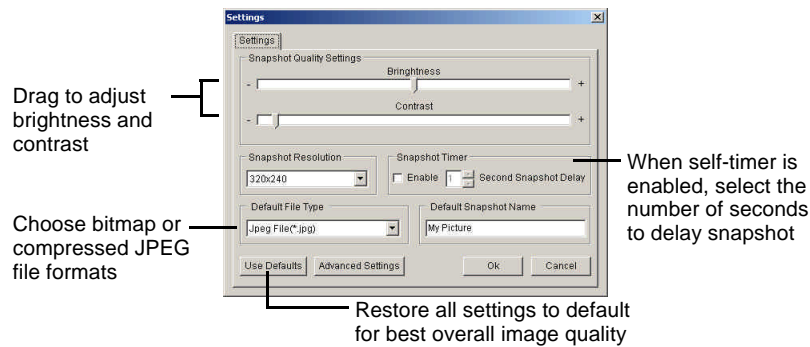 Settings
Settings
Snapshot Quality Settings
Bringhtness
- +
Contrast
- +
Drag to adjust
brightness and
contrast
Snapshot Resolution
320x240
Snapshot Timer
Enable 1 Second Snapshot Delay
When self-timer is
enabled, select the
number of seconds
to delay snapshot
Default File Type
Jpeg File(*.jpg)
Default Snapshot Name
My Picture
Choose bitmap or
compressed JPEG
file formats
Use Defaults Advanced Settings Ok Cancel
Restore all settings to default
for best overall image quality